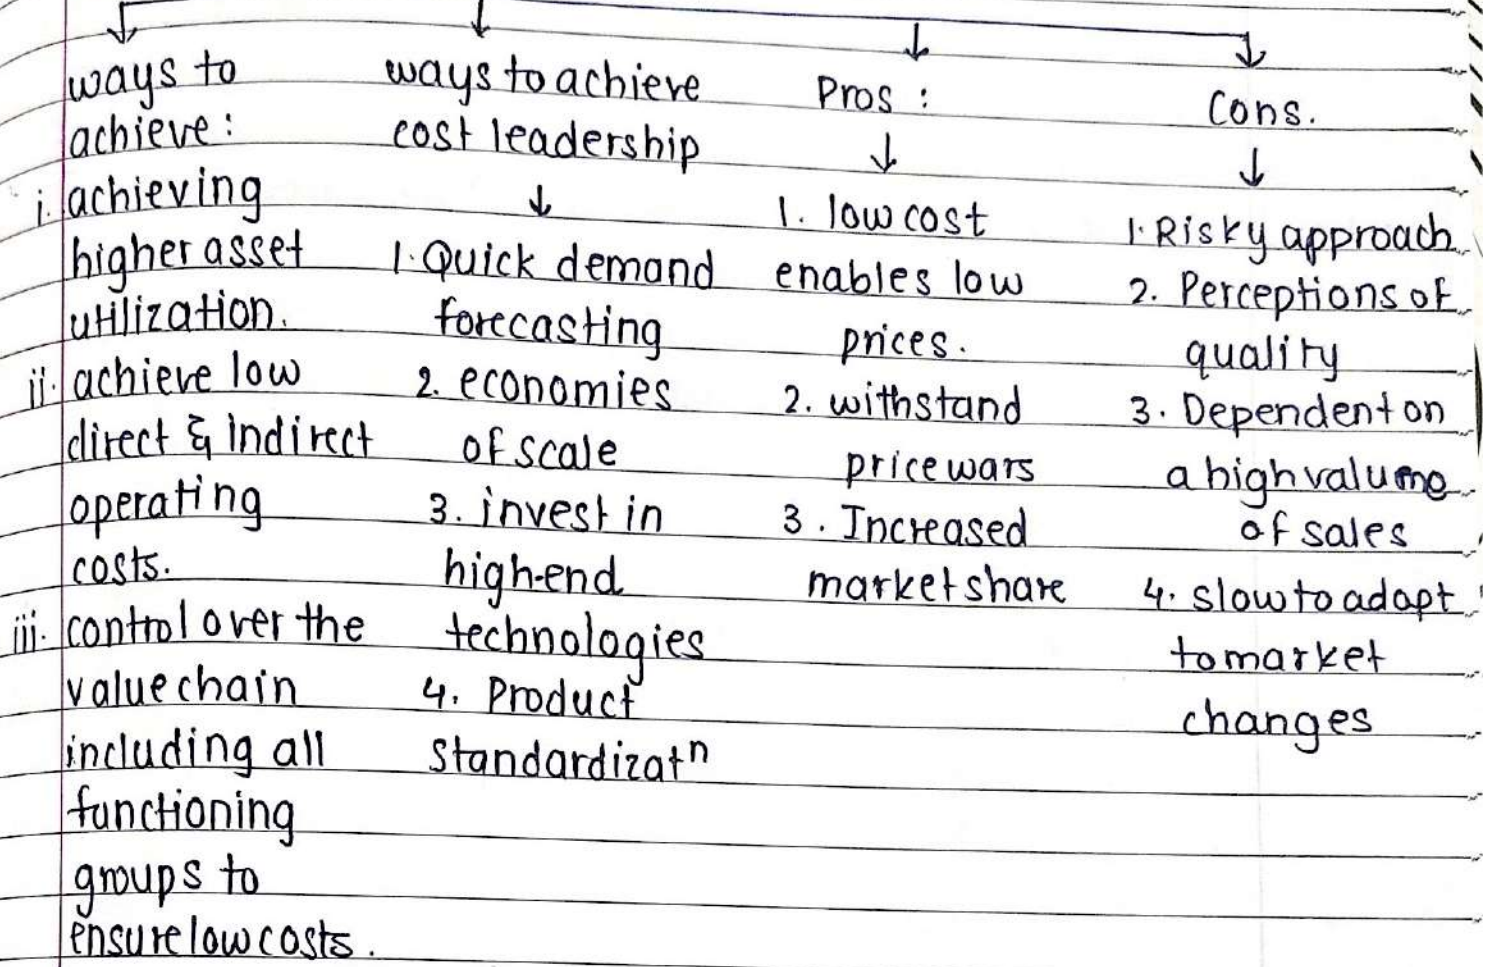 ways to
achieve:
i. achieving
higher asset
utilization.
ii. achieve low
direct & indirect
operating
costs.
iii. control over the
value chain
including all
functioning
groups to
ensure low costs.
ways to achieve
cost leadership
1. Quick demand
forecasting
2. economies
of scale
3. invest in
high-end
technologies
4. Product
Standardizatn
Pros :
1. low cost
enables low
prices.
2. withstand
price wars
3. Increased
market share
Cons.
1. Risky approach
2. Perceptions of
quality
3. Dependent on
a high valume
of sales
4. slow to adapt
to market
changes